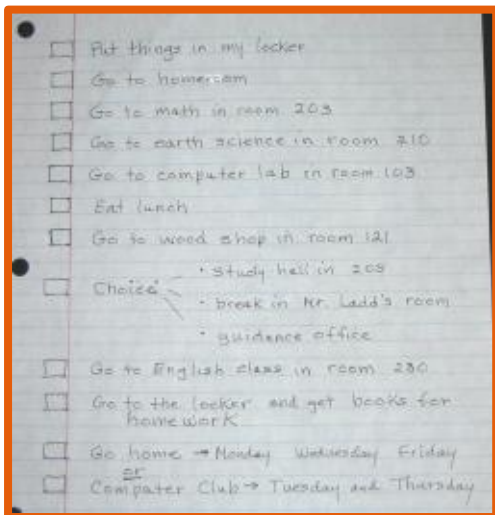 Put things in my locker
Go to homeroom
Go to math in room 203
Go to earth science in room 210
Go to computer lab in room 103
Eat lunch
Go to wood shop in room 121
Choice
• study hall in 205
• break in Mr. Ladd's room
• guidance office
Go to English class in room 230
Go to the locker and get books for
homework
Go home → Monday Wednesday Friday
or
Computer Club → Tuesday and Thursday